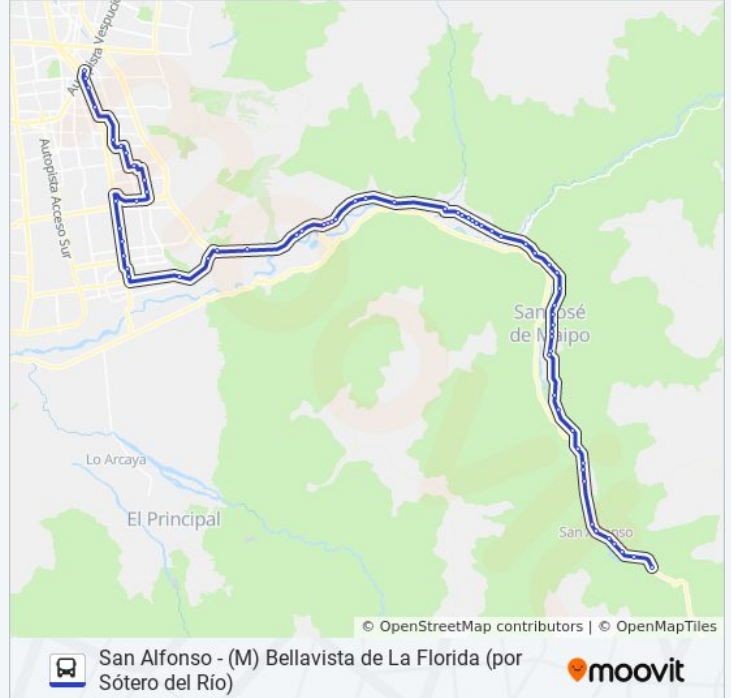 Autopista Vespucio
Autopista Acceso Sur
San José
de Maipo
Lo Arcaya
El Principal
San Alfonso
© OpenStreetMap contributors | © OpenMapTiles
San Alfonso - (M) Bellavista de La Florida (por
Sótero del Río)
moovit